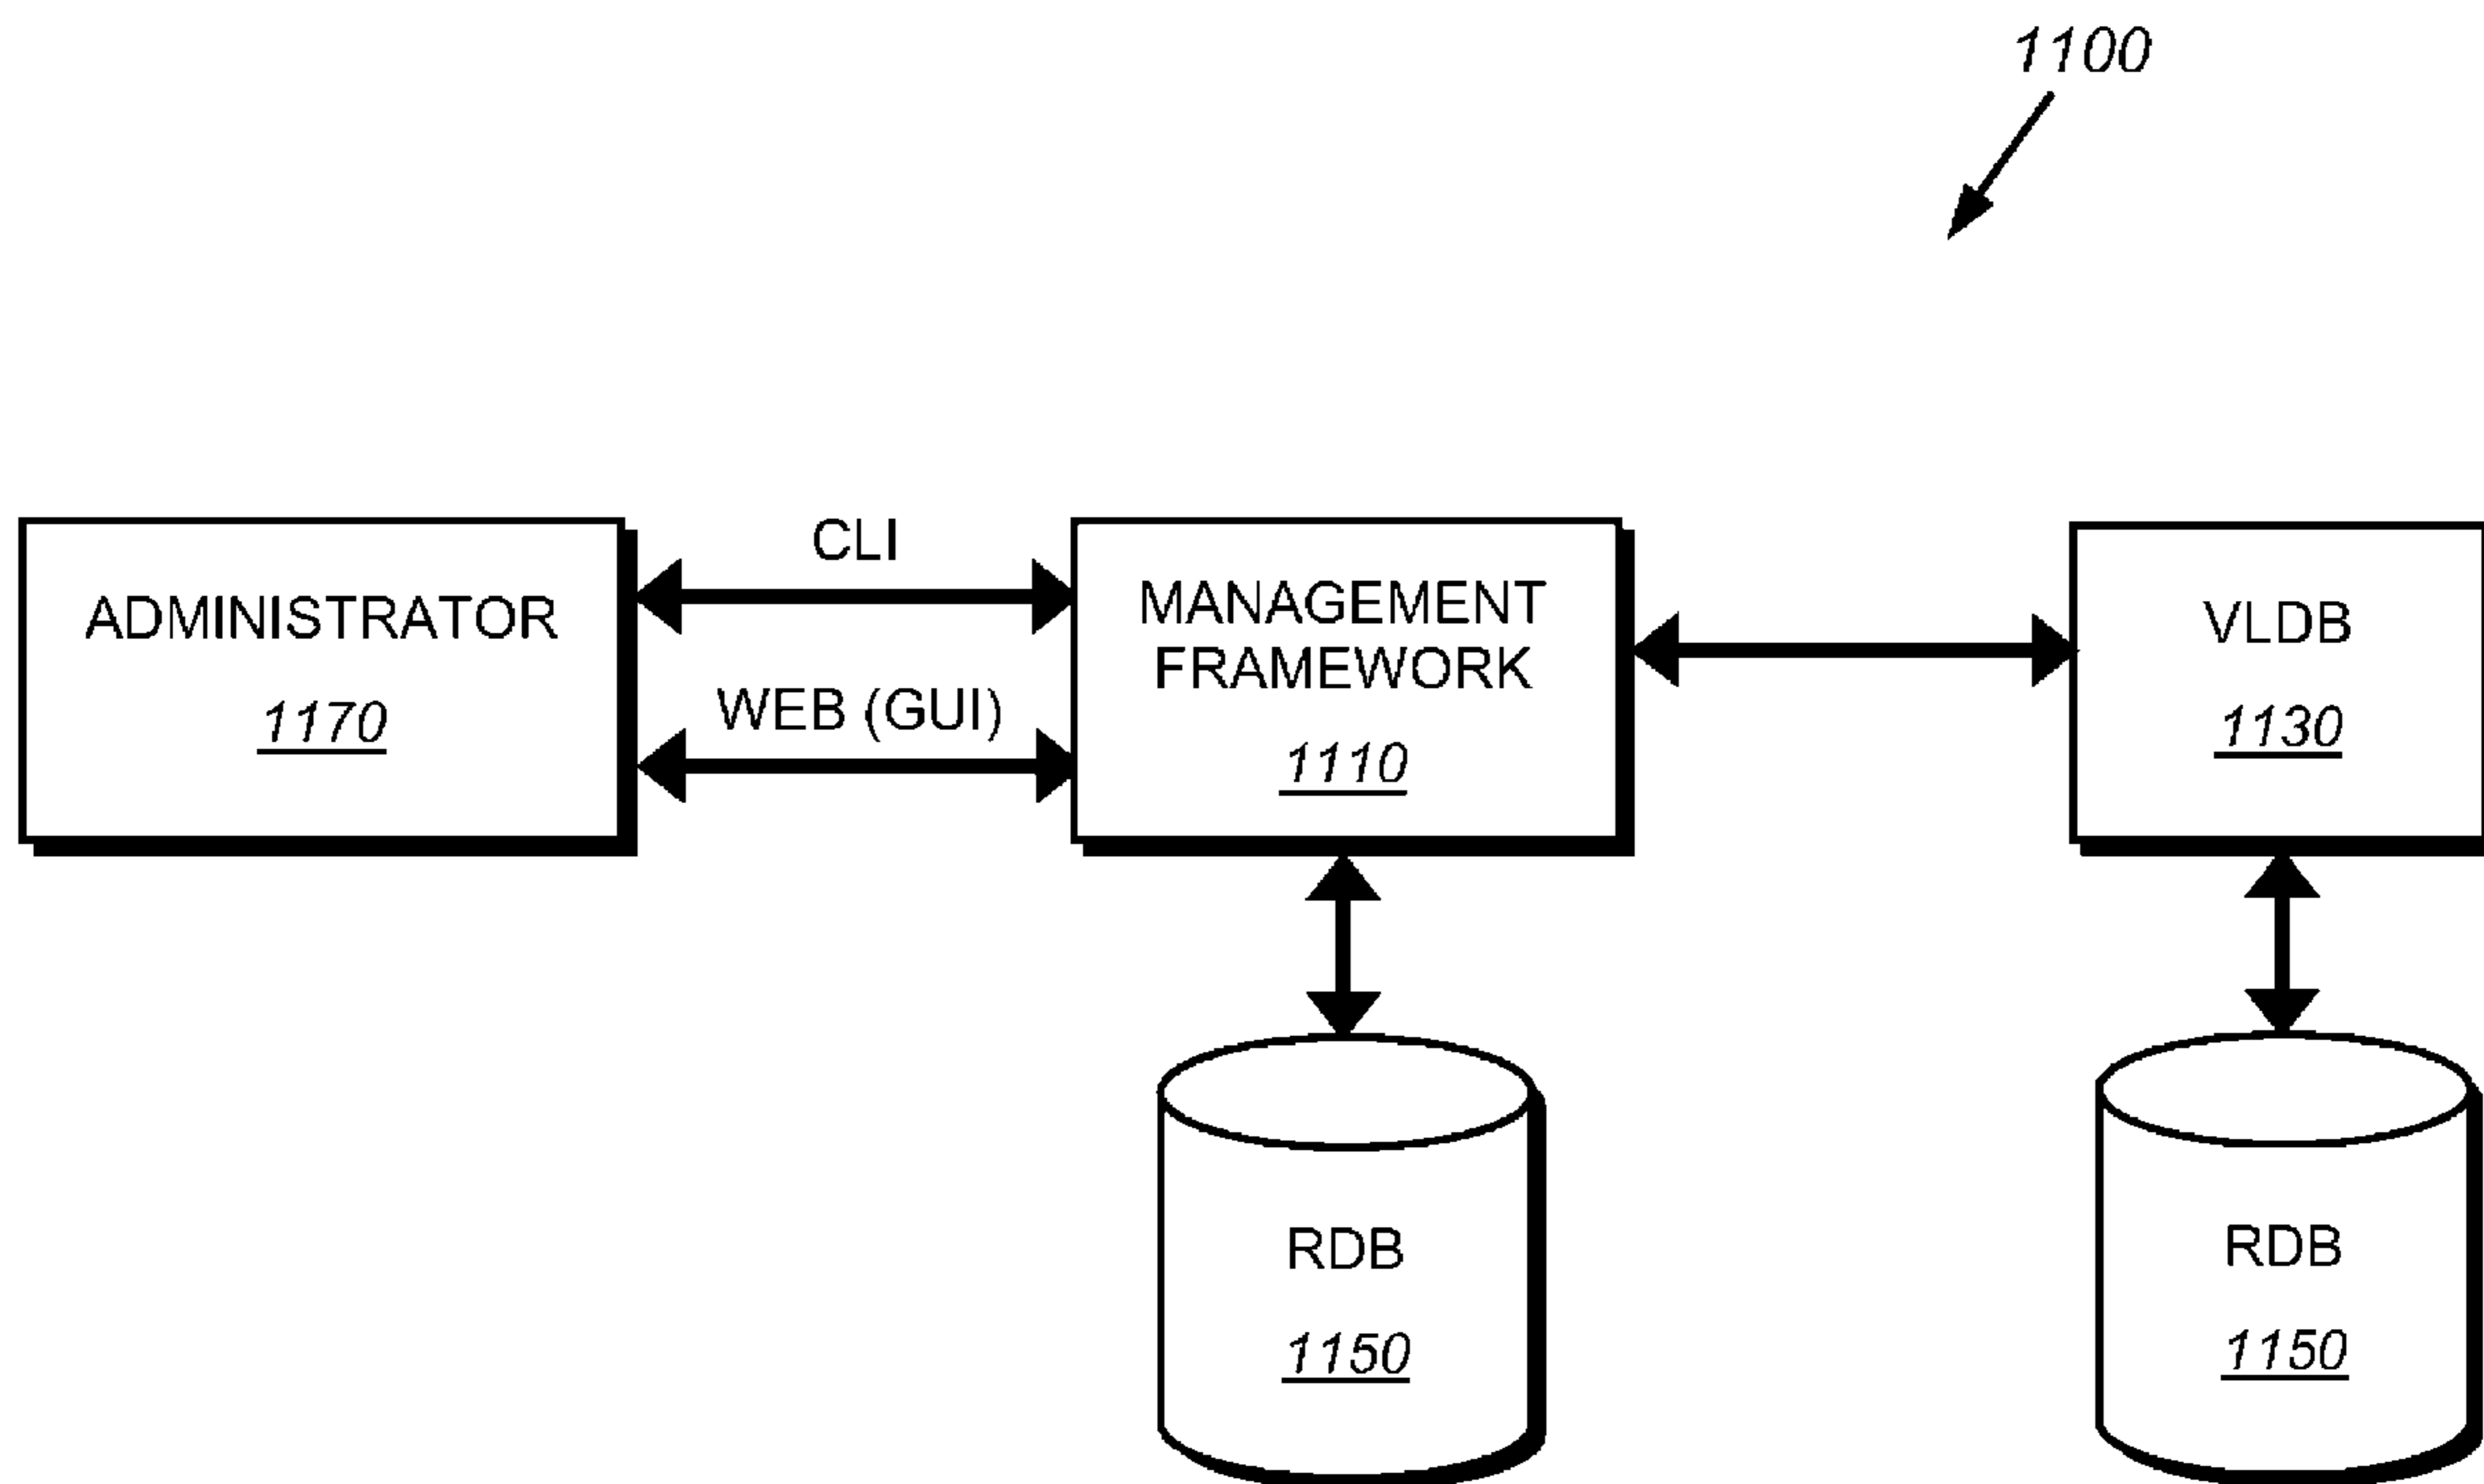 1100
CLI
ADMINISTRATOR
1170
WEB (GUI)
MANAGEMENT
FRAMEWORK
1110
VLDB
1130
RDB
1150
RDB
1150